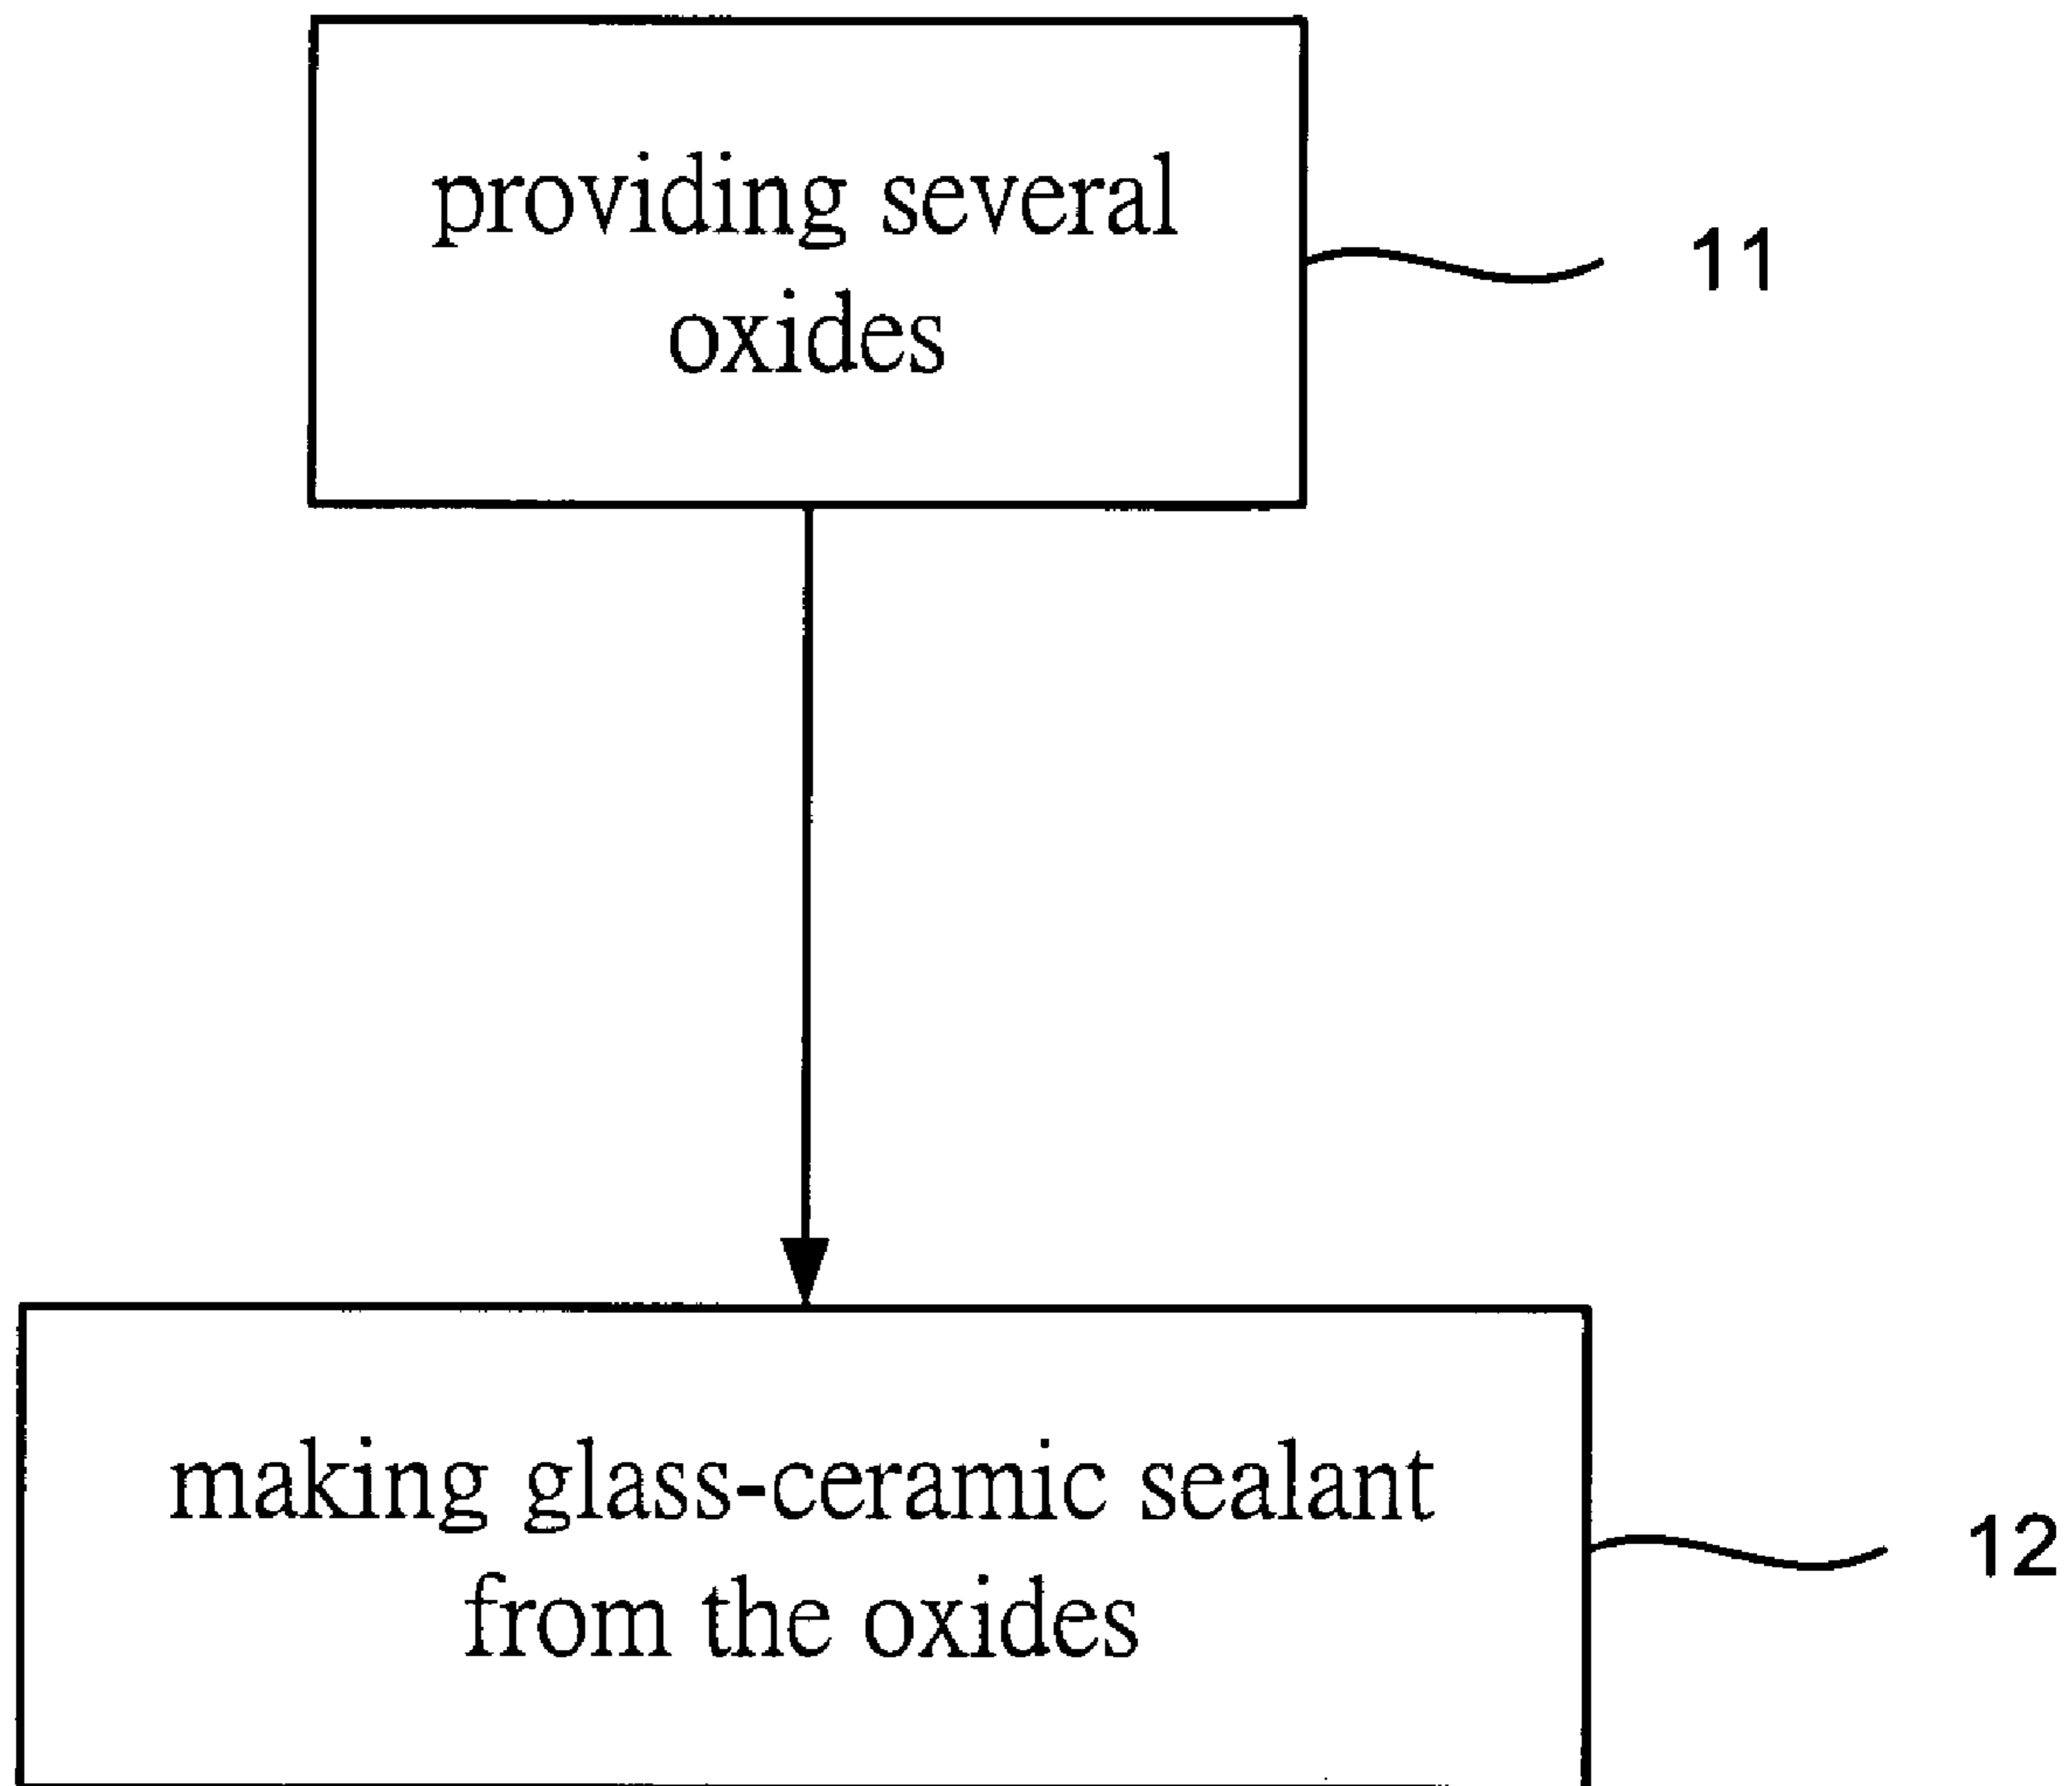 providing several
oxides
11
making glass-ceramic sealant
from the oxides
12